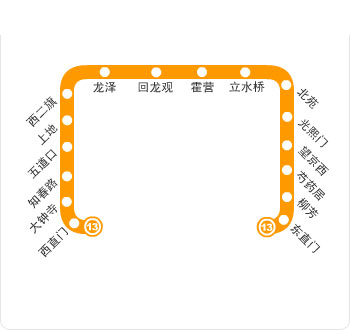 龙泽
回龙观
霍营
立水桥
西二旗
上地
五道口
知春路
大钟寺
西直门
北苑
光熙门
望京西
芍药居
柳芳
东直门
13
13